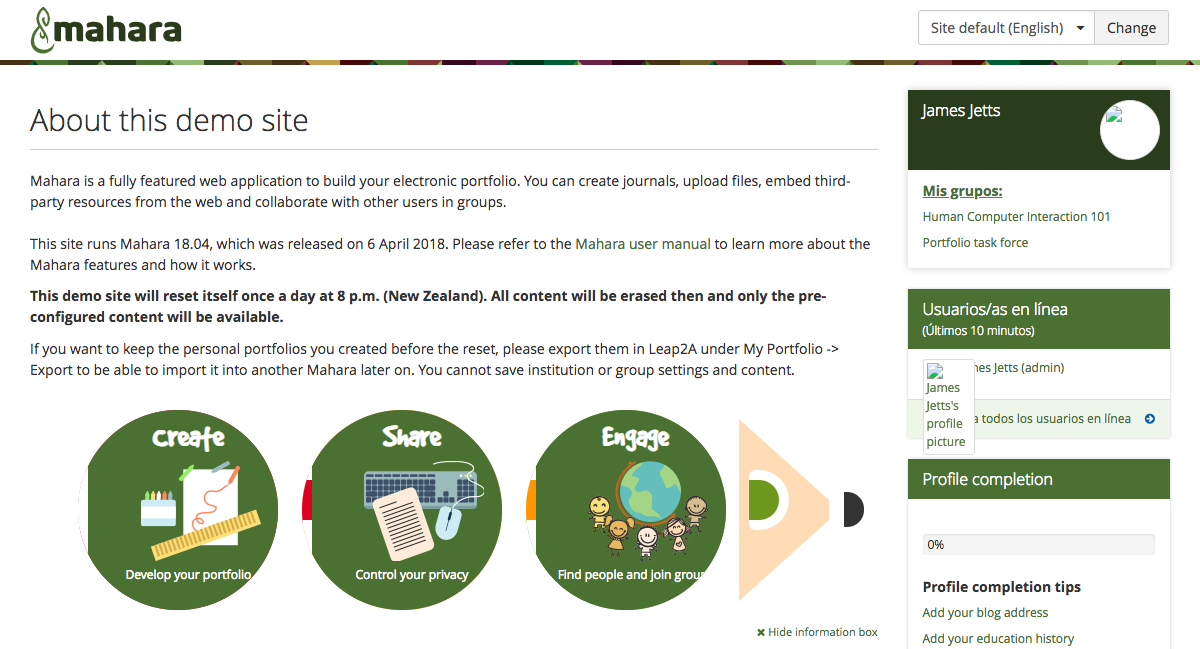 mahara
Site default (English)
Change
About this demo site
Mahara is a fully featured web application to build your electronic portfolio. You can create journals, upload files, embed third-
party resources from the web and collaborate with other users in groups.
This site runs Mahara 18.04, which was released on 6 April 2018. Please refer to the Mahara user manual to learn more about the
Mahara features and how it works.
This demo site will reset itself once a day at 8 p.m. (New Zealand). All content will be erased then and only the pre-
configured content will be available.
If you want to keep the personal portfolios you created before the reset, please export them in Leap2A under My Portfolio ->
Export to be able to import it into another Mahara later on. You cannot save institution or group settings and content.
Create
Develop your portfolio
Share
Control your privacy
Engage
Find people and join grou
Hide information box
James Jetts
Mis grupos:
Human Computer Interaction 101
Portfolio task force
Usuarios/as en línea
(Últimos 10 minutos)
James
Jetts's
profile
picture
nes Jetts (admin)
a todos los usuarios en línea
Profile completion
0%
Profile completion tips
Add your blog address
Add your education history